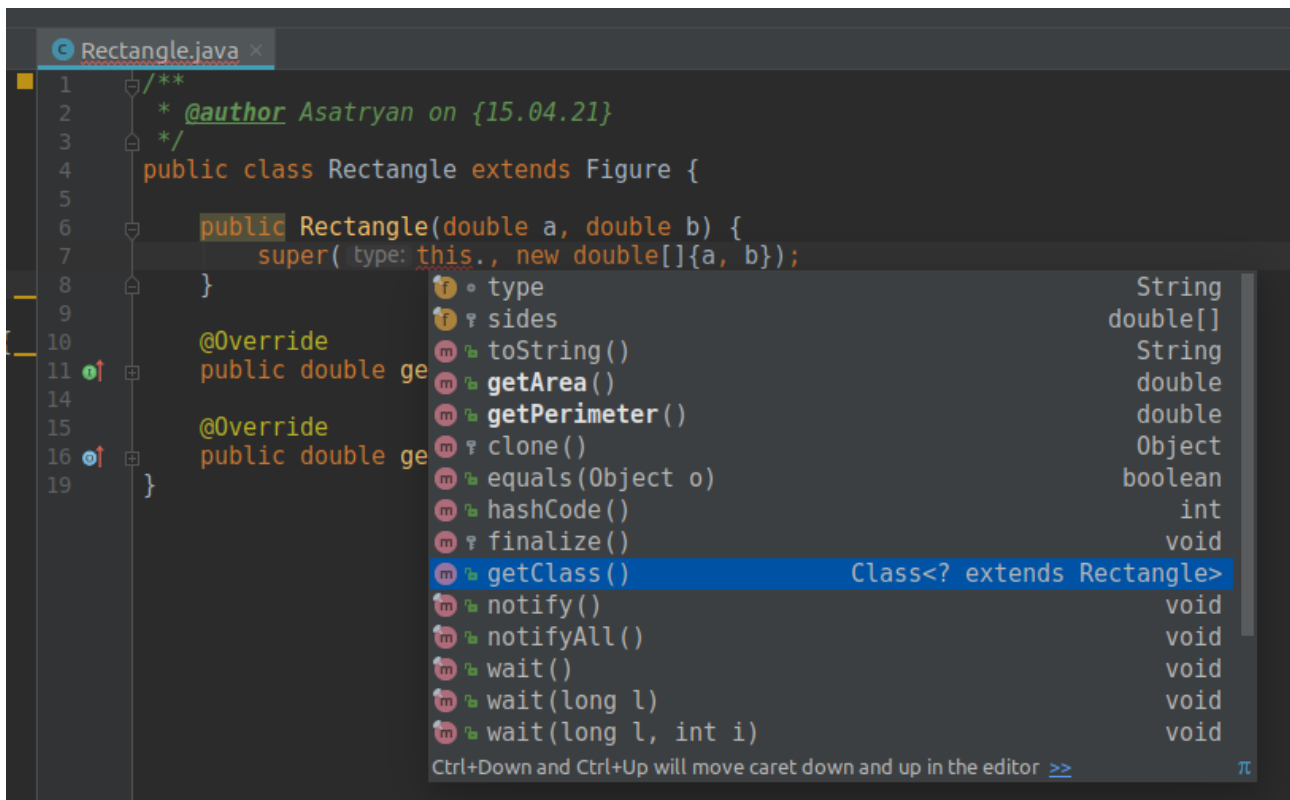 Rectangle.java
1 /**
2 * @author Asatryan on {15.04.21}
3 */
4 public class Rectangle extends Figure {
5
6 public Rectangle(double a, double b) {
7 super( type: this., new double[]{a, b});
8 }
9
10 @Override
11 public double ge
14
15 @Override
16 public double ge
19 }
type String
sides double[]
toString() String
getArea() double
getPerimeter() double
clone() Object
equals(Object o) boolean
hashCode() int
finalize() void
getClass() Class<? extends Rectangle>
notify() void
notifyAll() void
wait() void
wait(long l) void
wait(long l, int i) void
Ctrl+Down and Ctrl+Up will move caret down and up in the editor >> π